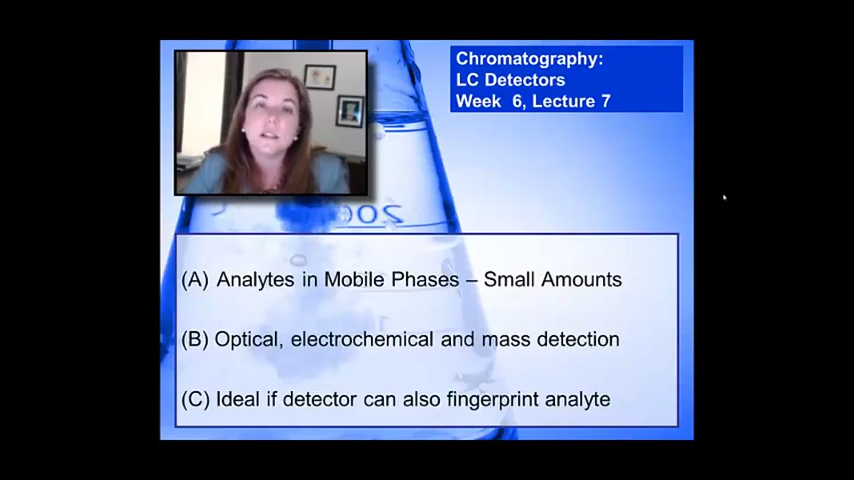 Chromatography:
LC Detectors
Week 6, Lecture 7
200
(A) Analytes in Mobile Phases – Small Amounts
(B) Optical, electrochemical and mass detection
(C) Ideal if detector can also fingerprint analyte